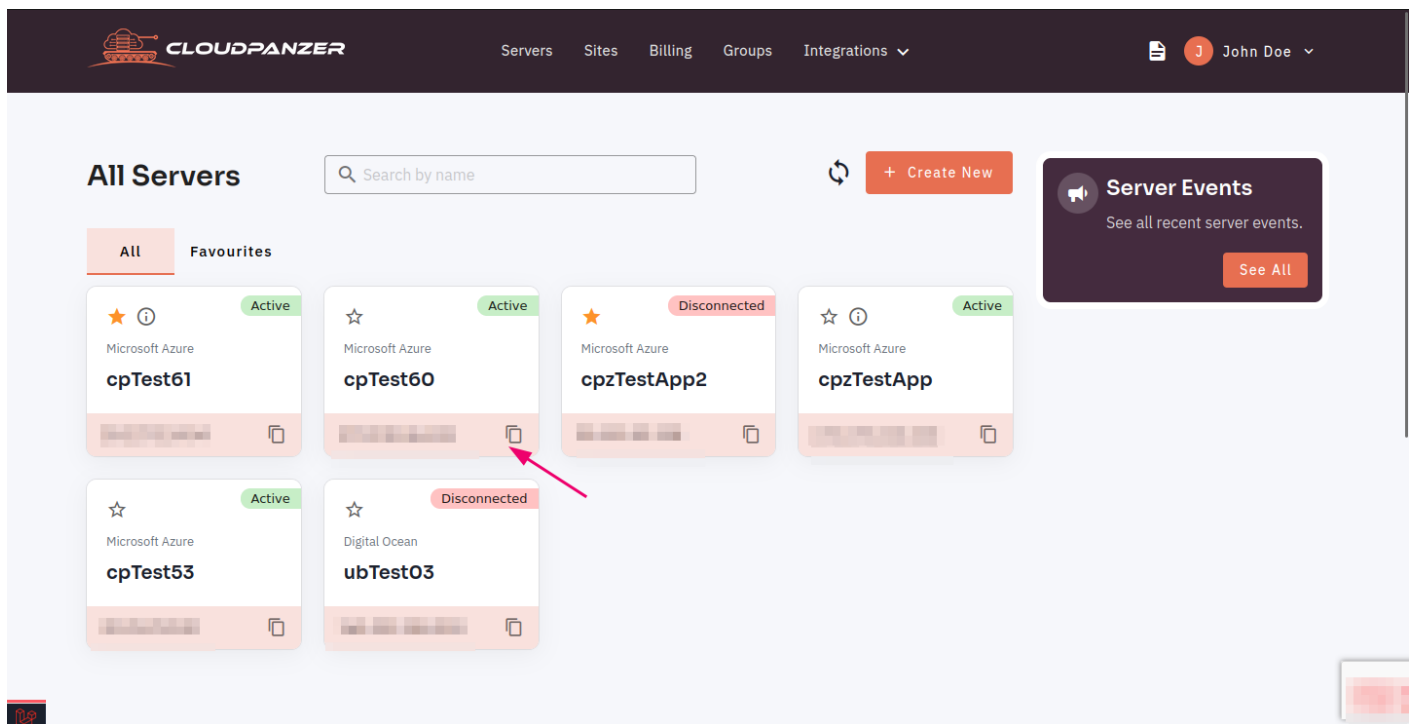 CLOUDPANZER
Servers Sites Billing Groups Integrations
J John Doe
All Servers
Search by name
+ Create New
Server Events
See all recent server events.
See All
All Favourites
Active
Microsoft Azure
cpTest61
Active
Microsoft Azure
cpTest60
Disconnected
Microsoft Azure
cpzTestApp2
Active
Microsoft Azure
cpzTestApp
Active
Microsoft Azure
cpTest53
Disconnected
Digital Ocean
ubTest03